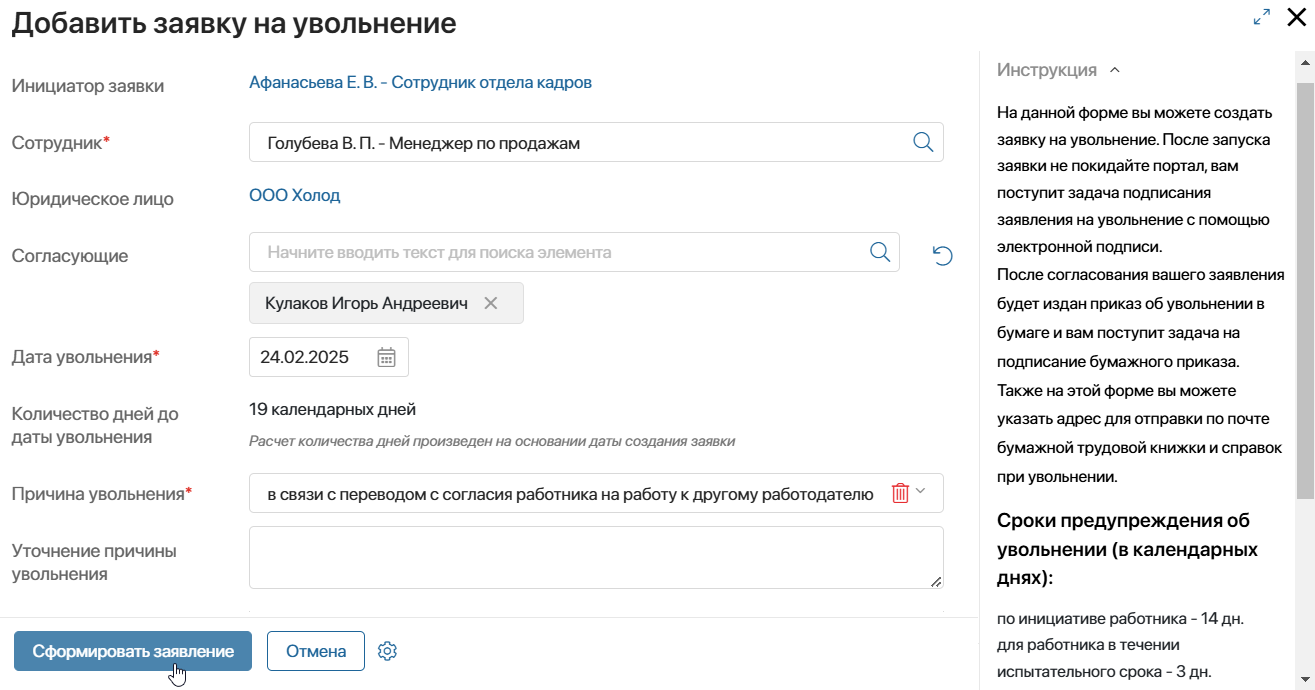 Добавить заявку на увольнение
Инициатор заявки
Афанасьева Е. В. - Сотрудник отдела кадров
Сотрудник*
Голубева В. П. - Менеджер по продажам
Юридическое лицо
ООО Холод
Согласующие
Начните вводить текст для поиска элемента
Кулаков Игорь Андреевич
Дата увольнения*
24.02.2025
Количество дней до
даты увольнения
19 календарных дней
Расчет количества дней произведен на основании даты создания заявки
Причина увольнения*
в связи с переводом с согласия работника на работу к другому работодателю
Уточнение причины
увольнения
Сформировать заявление
Отмена
Инструкция
На данной форме вы можете создать
заявку на увольнение. После запуска
заявки не покидайте портал, вам
поступит задача подписания
заявления на увольнение с помощью
электронной подписи.
После согласования вашего заявления
будет издан приказ об увольнении в
бумаге и вам поступит задача на
подписание бумажного приказа.
Также на этой форме вы можете
указать адрес для отправки по почте
бумажной трудовой книжки и справок
при увольнении.
Сроки предупреждения об
увольнении (в календарных
днях):
по инициативе работника - 14 дн.
для работника в течении
испытательного срока - 3 дн.